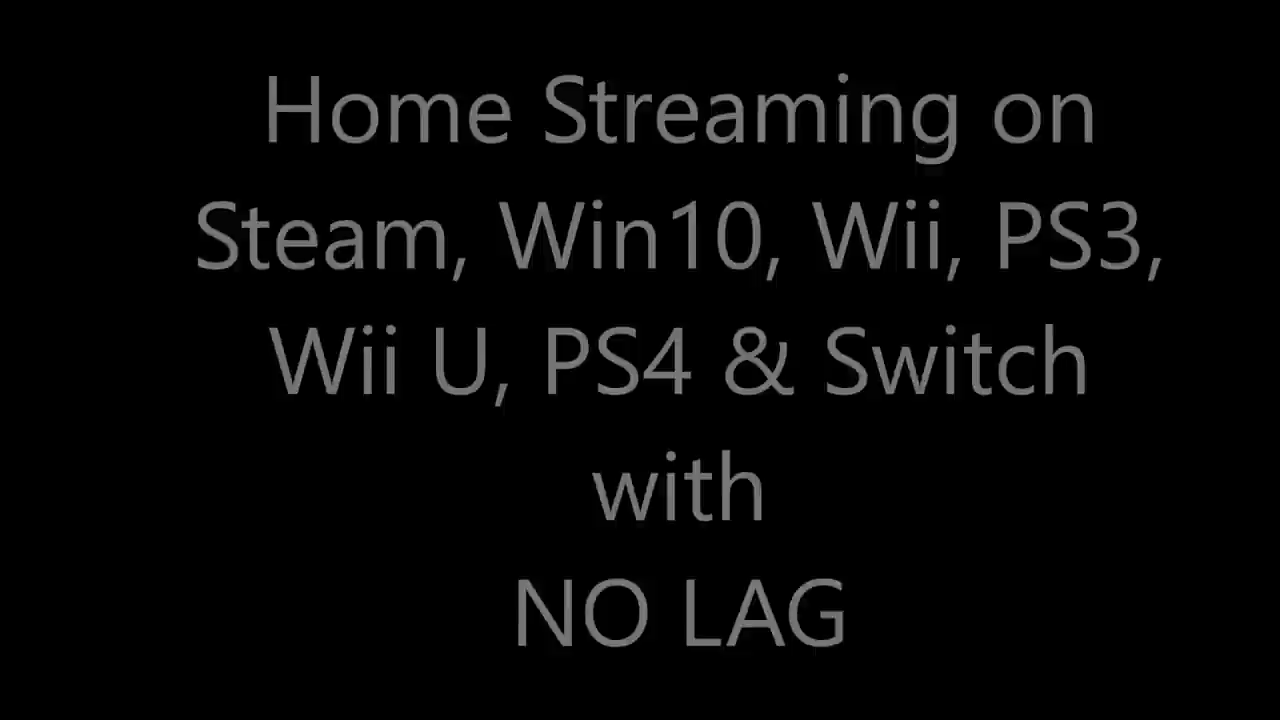 Home Streaming on
Steam, Win10, Wii, PS3,
Wii U, PS4 & Switch
with
NO LAG